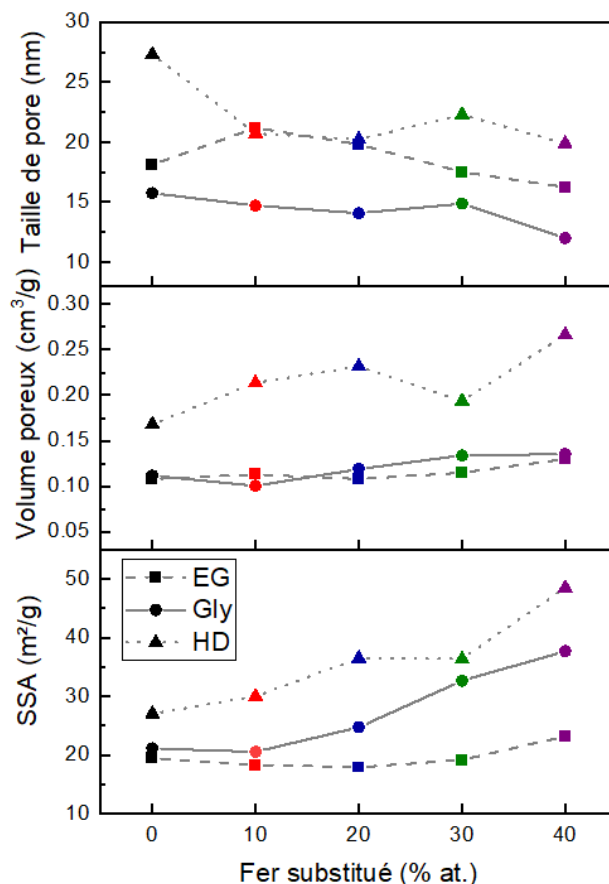 Taille de pore (nm)
30
25
20
15
10
Volume poreux (cm³/g)
0.30
0.25
0.20
0.15
0.10
0.05
SSA (m²/g)
50
40
30
20
10
EG
Gly
HD
0 10 20 30 40
Fer substitué (% at.)